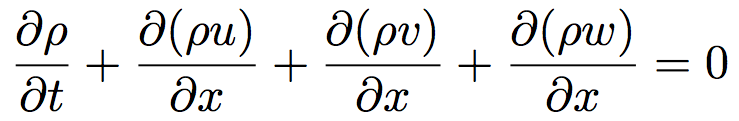 ∂ρ/∂t + ∂(ρu)/∂x + ∂(ρv)/∂x + ∂(ρw)/∂x = 0